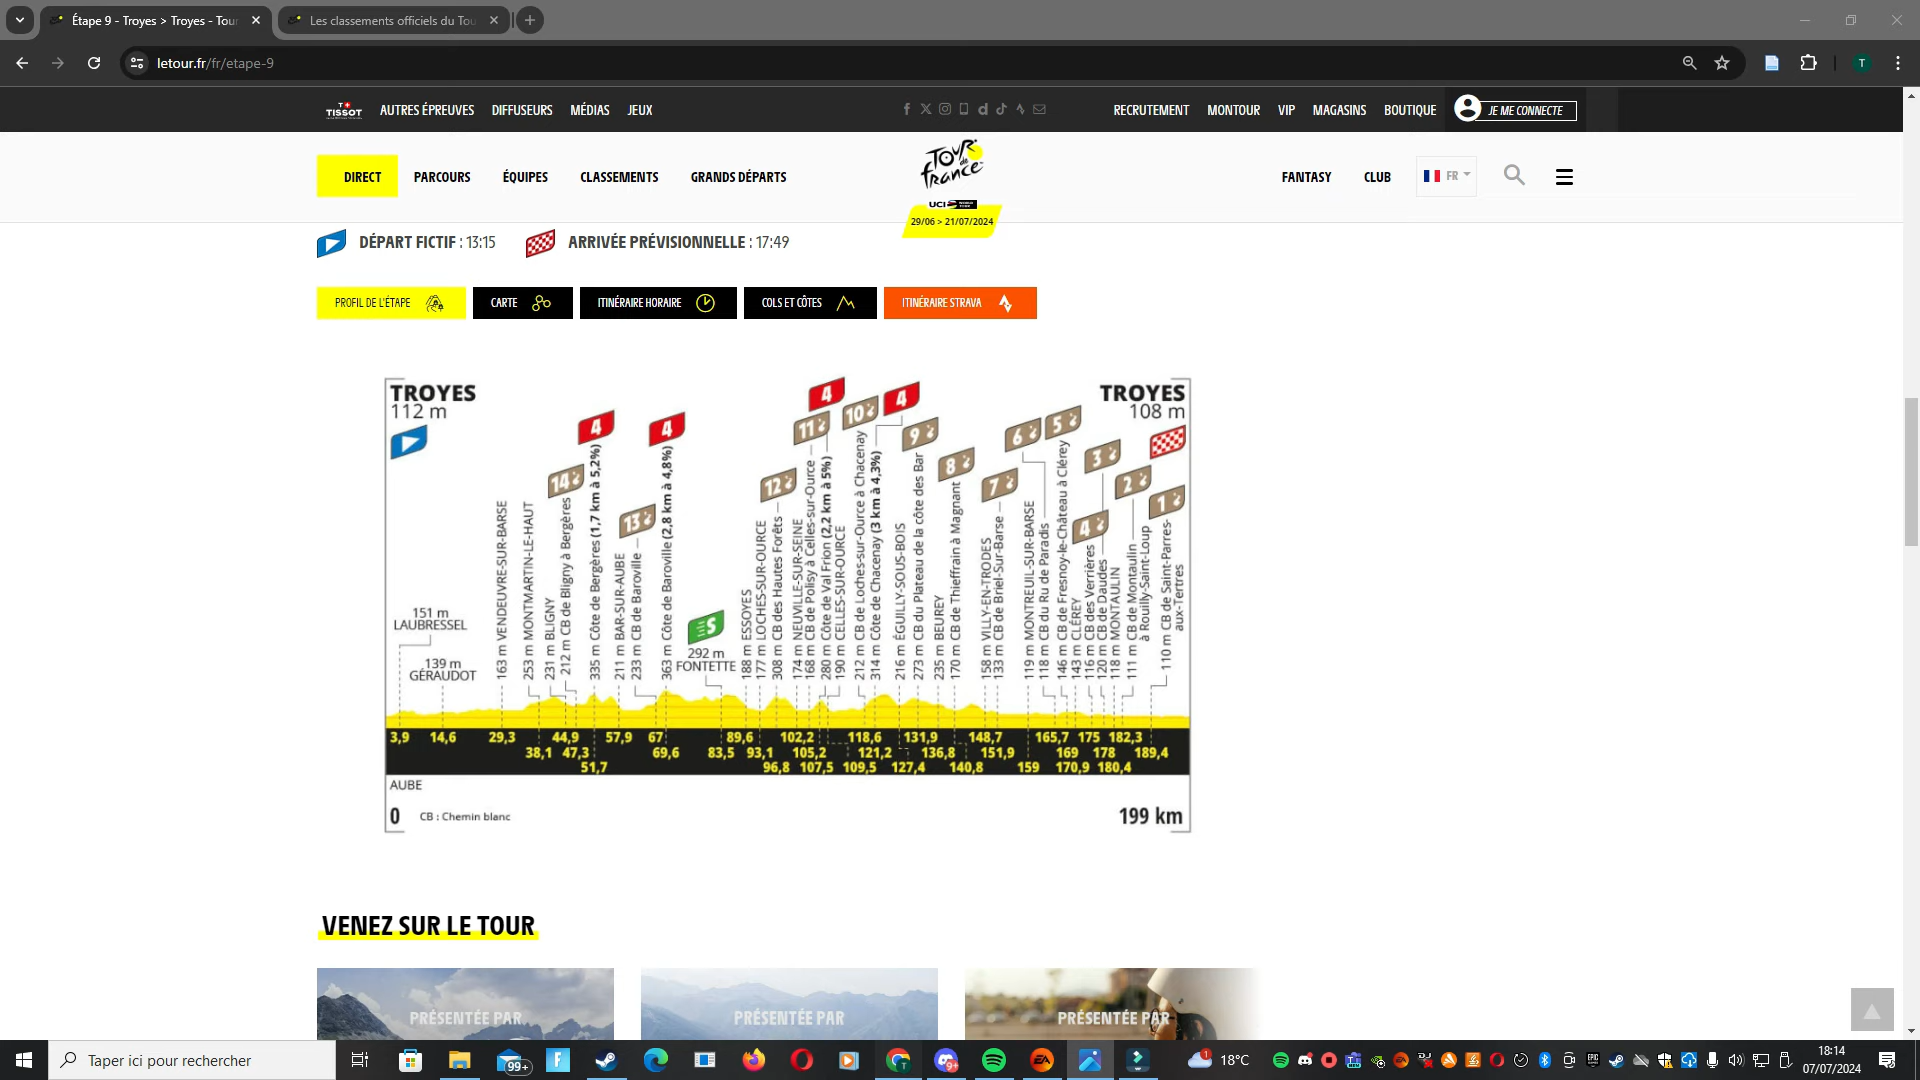 Étape 9 - Troyes > Troyes - Tour
Les classements officiels du Tou
letour.fr/fr/etape-9
T
TISSOT
AUTRES ÉPREUVES
DIFFUSEURS
MÉDIAS
JEUX
RECRUTEMENT
MONTOUR
VIP
MAGASINS
BOUTIQUE
JE ME CONNECTE
DIRECT
PARCOURS
ÉQUIPES
CLASSEMENTS
GRANDS DÉPARTS
TOUR de france
UCI
29/06 > 21/07/2024
FANTASY
CLUB
FR
DÉPART FICTIF : 13:15
ARRIVÉE PRÉVISIONNELLE : 17:49
PROFIL DE L'ÉTAPE
CARTE
ITINÉRAIRE HORAIRE
COLS ET CÔTES
ITINÉRAIRE STRAVA
TROYES
112 m
TROYES
108 m
151 m
LAUBRESSEL
139 m
GÉRAUDOT
163 m VENDEUVRE-SUR-BARSE
253 m MONTMARTIN-LE-HAUT
231 m BLIGNY
14
212 m CB de Bligny à Bergères
4
335 m Côte de Bergères (1,7 km à 5,2%)
211 m BAR-SUR-AUBE
13
233 m CB de Baroville
4
363 m Côte de Baroville (2,8 km à 4,8%)
S
292 m
FONTETTE
188 m ESSOYES
177 m LOCHES-SUR-OURCE
12
308 m CB des Hautes Forêts
174 m NEUVILLE-SUR-SEINE
11
168 m CB de Polisy à Celles-sur-Ource
4
280 m Côte de Val Frion (2,2 km à 5%)
190 m CELLES-SUR-OURCE
10
212 m CB de Loches-sur-Ource à Chacenay
4
314 m Côte de Chacenay (3 km à 4,3%)
216 m ÉGUILLY-SOUS-BOIS
9
273 m CB du Plateau de la côte des Bar
235 m BEUREY
8
170 m CB de Thieffrain à Magnant
158 m VILLY-EN-TRODES
7
133 m CB de Briel-Sur-Barse
119 m MONTREUIL-SUR-BARSE
6
118 m CB du Ru de Paradis
5
146 m CB de Fresnoy-le-Château à Clérey
143 m CLÉREY
4
116 m CB des Verrières
3
120 m CB de Daudes
118 m MONTAULIN
2
111 m CB de Montaulin
à Rouilly-Saint-Loup
1
110 m CB de Saint-Parres-
aux-Tertres
3,9 14,6 29,3 44,9 57,9 67 89,6 102,2 118,6 131,9 148,7 165,7 175 182,3
38,1 47,3 69,6 83,5 93,1 105,2 121,2 136,8 151,9 169 178 189,4
51,7 96,8 107,5 109,5 127,4 140,8 159 170,9 180,4
AUBE
0
CB : Chemin blanc
199 km
VENEZ SUR LE TOUR
PRÉSENTÉE PAR
PRÉSENTÉE PAR
PRÉSENTÉE PAR
Taper ici pour rechercher
99+
18°C
18:14
07/07/2024